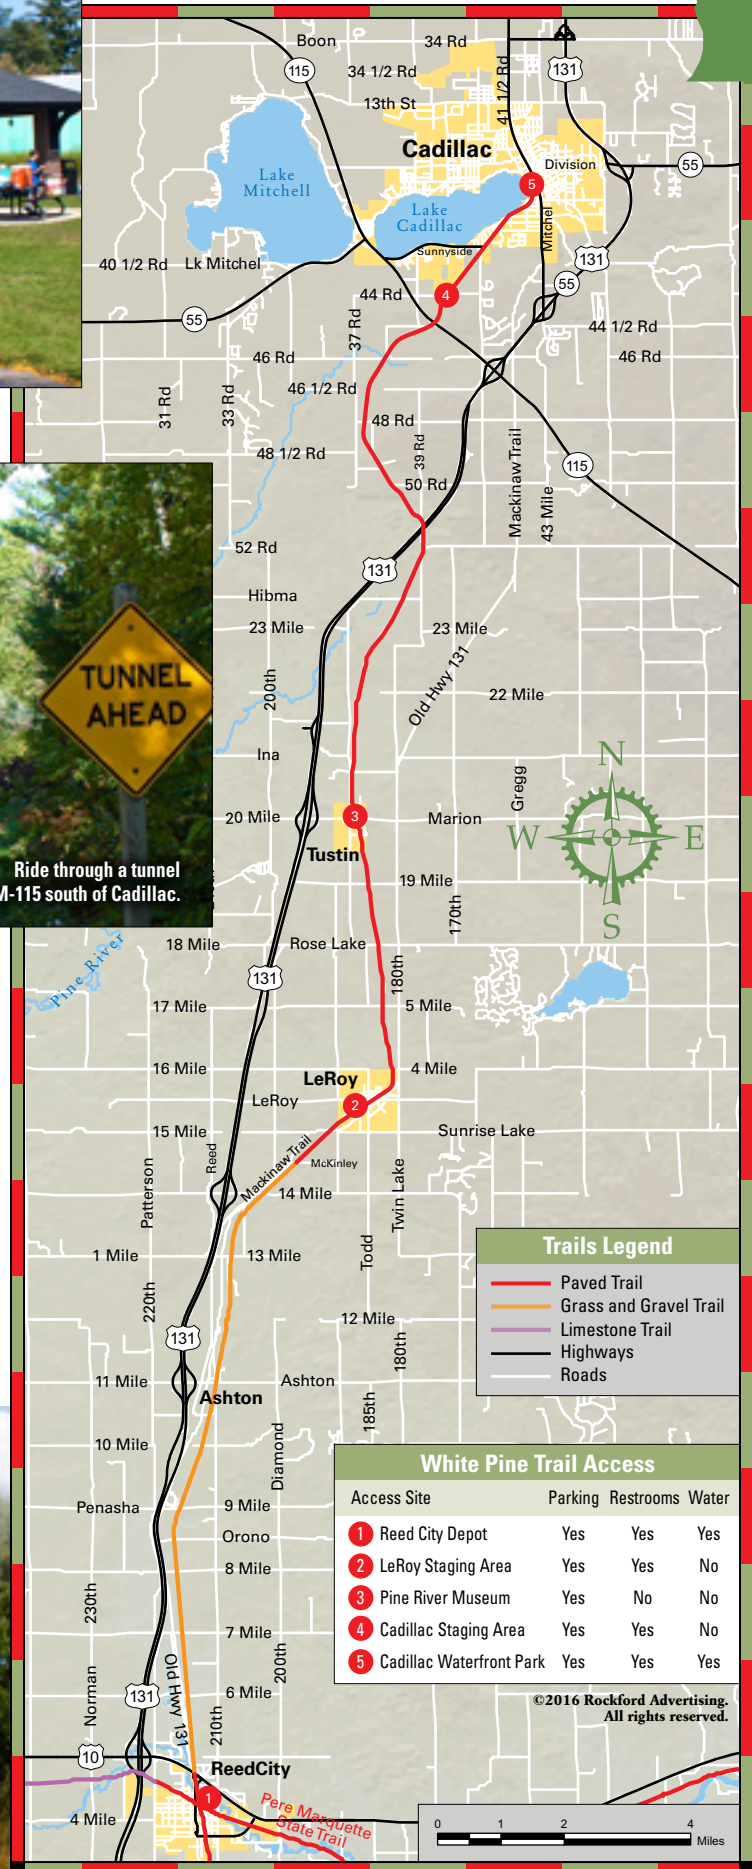 Boon
34 Rd
115
34 1/2 Rd
41 1/2 Rd
131
13th St
Cadillac
Division
55
Lake
Mitchell
5
Lake
Cadillac
Mitchel
Sunnyside
131
40 1/2 Rd
Lk Mitchel
55
44 Rd
4
55
37 Rd
44 1/2 Rd
46 Rd
46 Rd
46 1/2 Rd
31 Rd
33 Rd
48 Rd
48 1/2 Rd
39 Rd
Mackinaw Trail
115
50 Rd
43 Mile
52 Rd
131
Hibma
23 Mile
23 Mile
TUNNEL
AHEAD
200th
Old Hwy 131
22 Mile
Ina
N
W
E
S
Gregg
20 Mile
3
Marion
Tustin
Ride through a tunnel
M-115 south of Cadillac.
19 Mile
170th
Pine River
18 Mile
Rose Lake
131
180th
17 Mile
5 Mile
16 Mile
4 Mile
LeRoy
LeRoy
2
15 Mile
Sunrise Lake
Reed
Mackinaw Trail
McKinley
Patterson
14 Mile
Twin Lake
1 Mile
13 Mile
Todd
220th
12 Mile
131
180th
11 Mile
Ashton
Ashton
185th
10 Mile
Diamond
Trails Legend
Paved Trail
Grass and Gravel Trail
Limestone Trail
Highways
Roads
Penasha
9 Mile
Orono
8 Mile
230th
7 Mile
Old Hwy 131
200th
Norman
131
6 Mile
210th
10
ReedCity
1
Pere Marquette
State Trail
4 Mile
White Pine Trail Access
Access Site Parking Restrooms Water
1 Reed City Depot Yes Yes Yes
2 LeRoy Staging Area Yes Yes No
3 Pine River Museum Yes No No
4 Cadillac Staging Area Yes Yes No
5 Cadillac Waterfront Park Yes Yes Yes
©2016 Rockford Advertising.
All rights reserved.
0 1 2 4
Miles